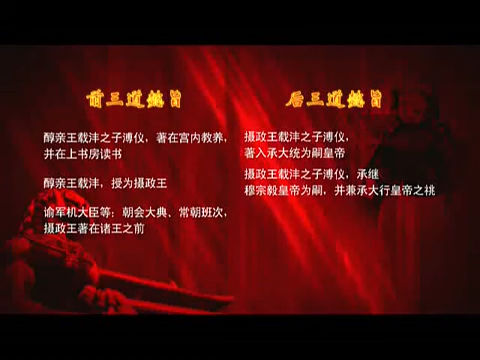 前三道懿旨
醇亲王载沣之子溥仪，著在宫内教养，
并在上书房读书
醇亲王载沣，授为摄政王
谕军机大臣等：朝会大典、常朝班次，
摄政王著在诸王之前
后三道懿旨
摄政王载沣之子溥仪，
著入承大统为嗣皇帝
摄政王载沣之子溥仪，承继
穆宗毅皇帝为嗣，并兼承大行皇帝之祧